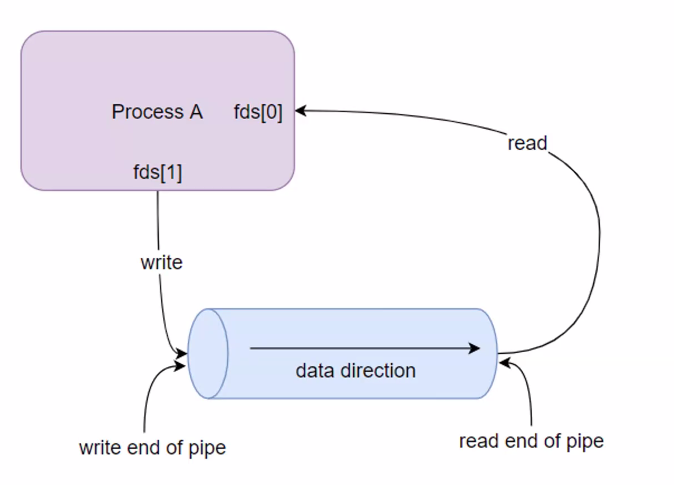 Process A
fds[0]
fds[1]
read
write
data direction
write end of pipe
read end of pipe